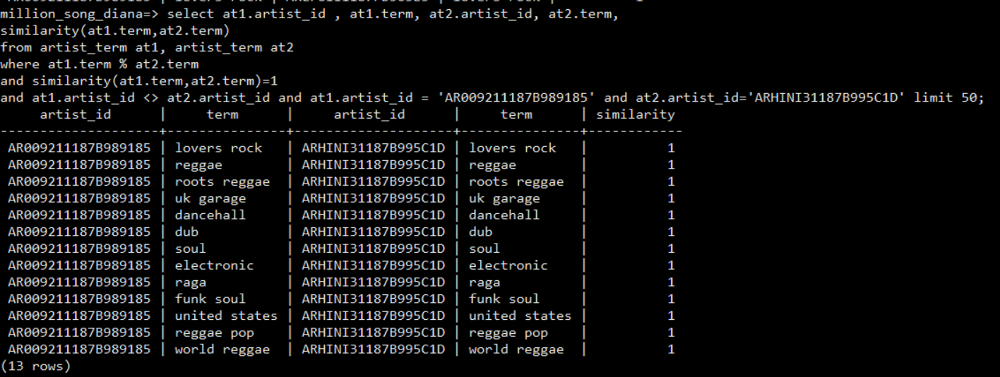 million_song_diana=> select at1.artist_id , at1.term, at2.artist_id, at2.term,
similarity(at1.term,at2.term)
from artist_term at1, artist_term at2
where at1.term % at2.term
and similarity(at1.term,at2.term)=1
and at1.artist_id <> at2.artist_id and at1.artist_id = 'AR009211187B989185' and at2.artist_id='ARHINI31187B995C1D' limit 50;
artist_id | term | artist_id | term | similarity
--------------------+---------------+--------------------+---------------+------------
AR009211187B989185 | lovers rock | ARHINI31187B995C1D | lovers rock | 1
AR009211187B989185 | reggae | ARHINI31187B995C1D | reggae | 1
AR009211187B989185 | roots reggae | ARHINI31187B995C1D | roots reggae | 1
AR009211187B989185 | uk garage | ARHINI31187B995C1D | uk garage | 1
AR009211187B989185 | dancehall | ARHINI31187B995C1D | dancehall | 1
AR009211187B989185 | dub | ARHINI31187B995C1D | dub | 1
AR009211187B989185 | soul | ARHINI31187B995C1D | soul | 1
AR009211187B989185 | electronic | ARHINI31187B995C1D | electronic | 1
AR009211187B989185 | raga | ARHINI31187B995C1D | raga | 1
AR009211187B989185 | funk soul | ARHINI31187B995C1D | funk soul | 1
AR009211187B989185 | united states | ARHINI31187B995C1D | united states | 1
AR009211187B989185 | reggae pop | ARHINI31187B995C1D | reggae pop | 1
AR009211187B989185 | world reggae | ARHINI31187B995C1D | world reggae | 1
(13 rows)